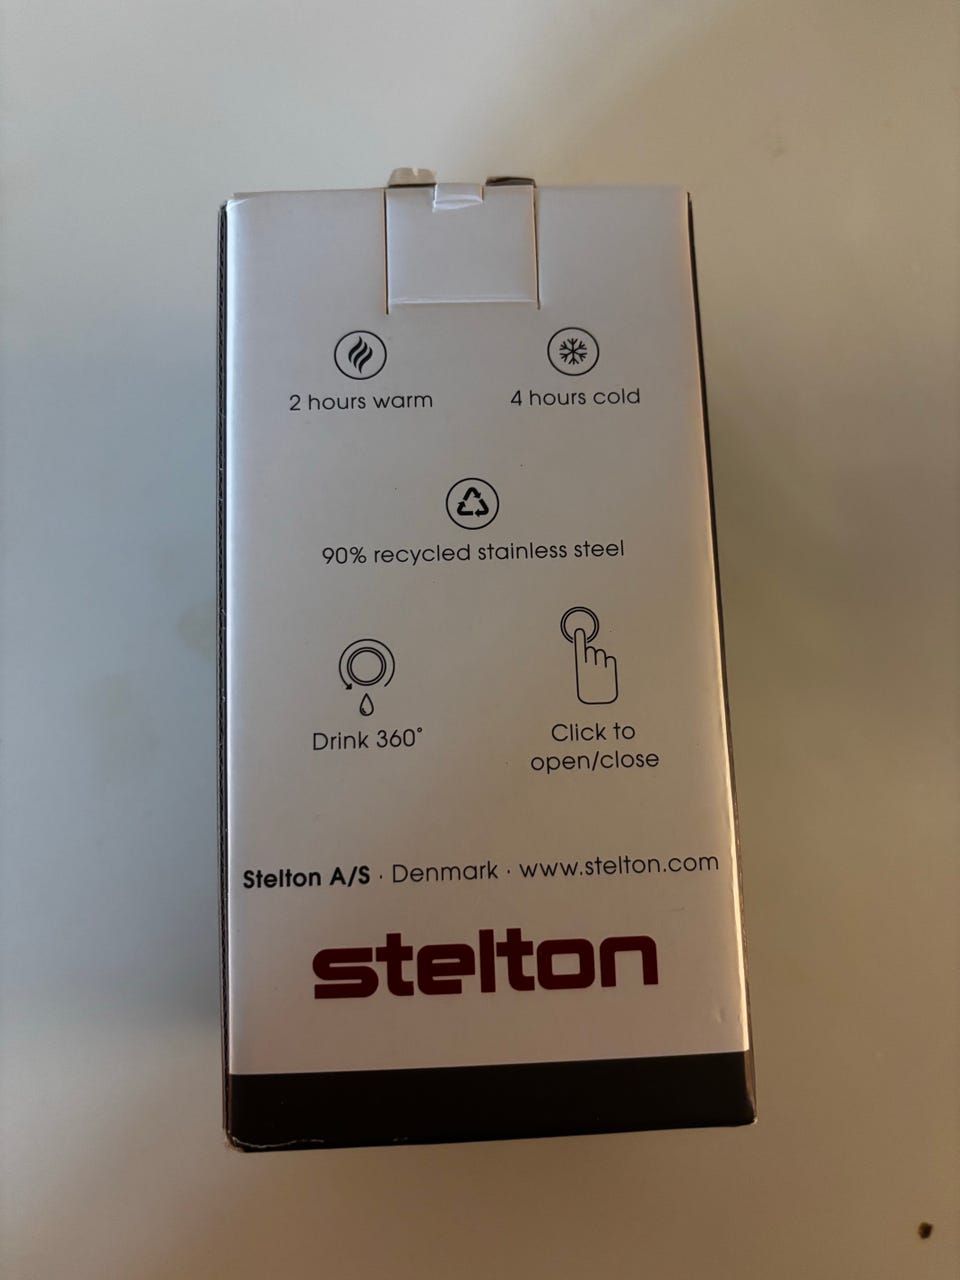 2 hours warm
4 hours cold
90% recycled stainless steel
Drink 360°
Click to
open/close
Stelton A/S · Denmark · www.stelton.com
stelton